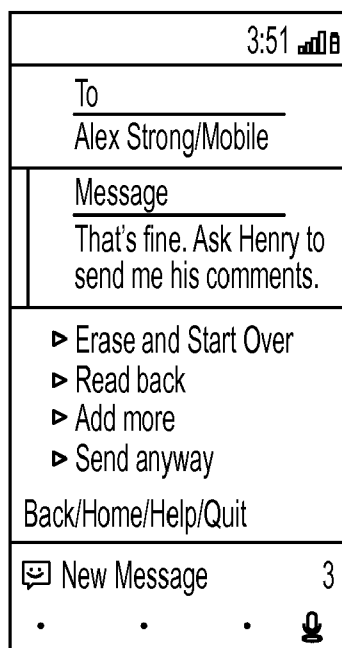 3:51
To
Alex Strong/Mobile
Message
That's fine. Ask Henry to
send me his comments.
Erase and Start Over
Read back
Add more
Send anyway
Back/Home/Help/Quit
New Message 3